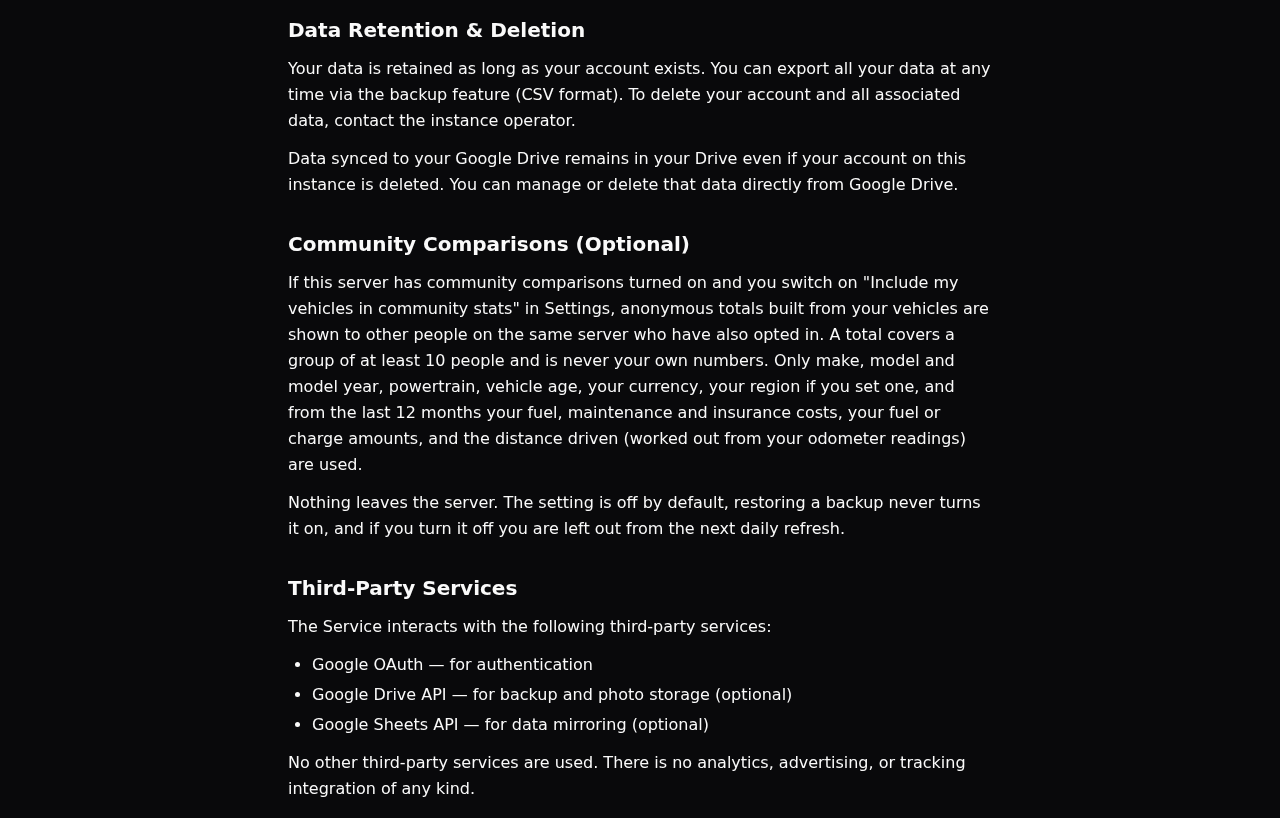 Data Retention & Deletion
Your data is retained as long as your account exists. You can export all your data at any
time via the backup feature (CSV format). To delete your account and all associated
data, contact the instance operator.
Data synced to your Google Drive remains in your Drive even if your account on this
instance is deleted. You can manage or delete that data directly from Google Drive.
Community Comparisons (Optional)
If this server has community comparisons turned on and you switch on "Include my
vehicles in community stats" in Settings, anonymous totals built from your vehicles are
shown to other people on the same server who have also opted in. A total covers a
group of at least 10 people and is never your own numbers. Only make, model and
model year, powertrain, vehicle age, your currency, your region if you set one, and
from the last 12 months your fuel, maintenance and insurance costs, your fuel or
charge amounts, and the distance driven (worked out from your odometer readings)
are used.
Nothing leaves the server. The setting is off by default, restoring a backup never turns
it on, and if you turn it off you are left out from the next daily refresh.
Third-Party Services
The Service interacts with the following third-party services:
• Google OAuth — for authentication
• Google Drive API — for backup and photo storage (optional)
• Google Sheets API — for data mirroring (optional)
No other third-party services are used. There is no analytics, advertising, or tracking
integration of any kind.